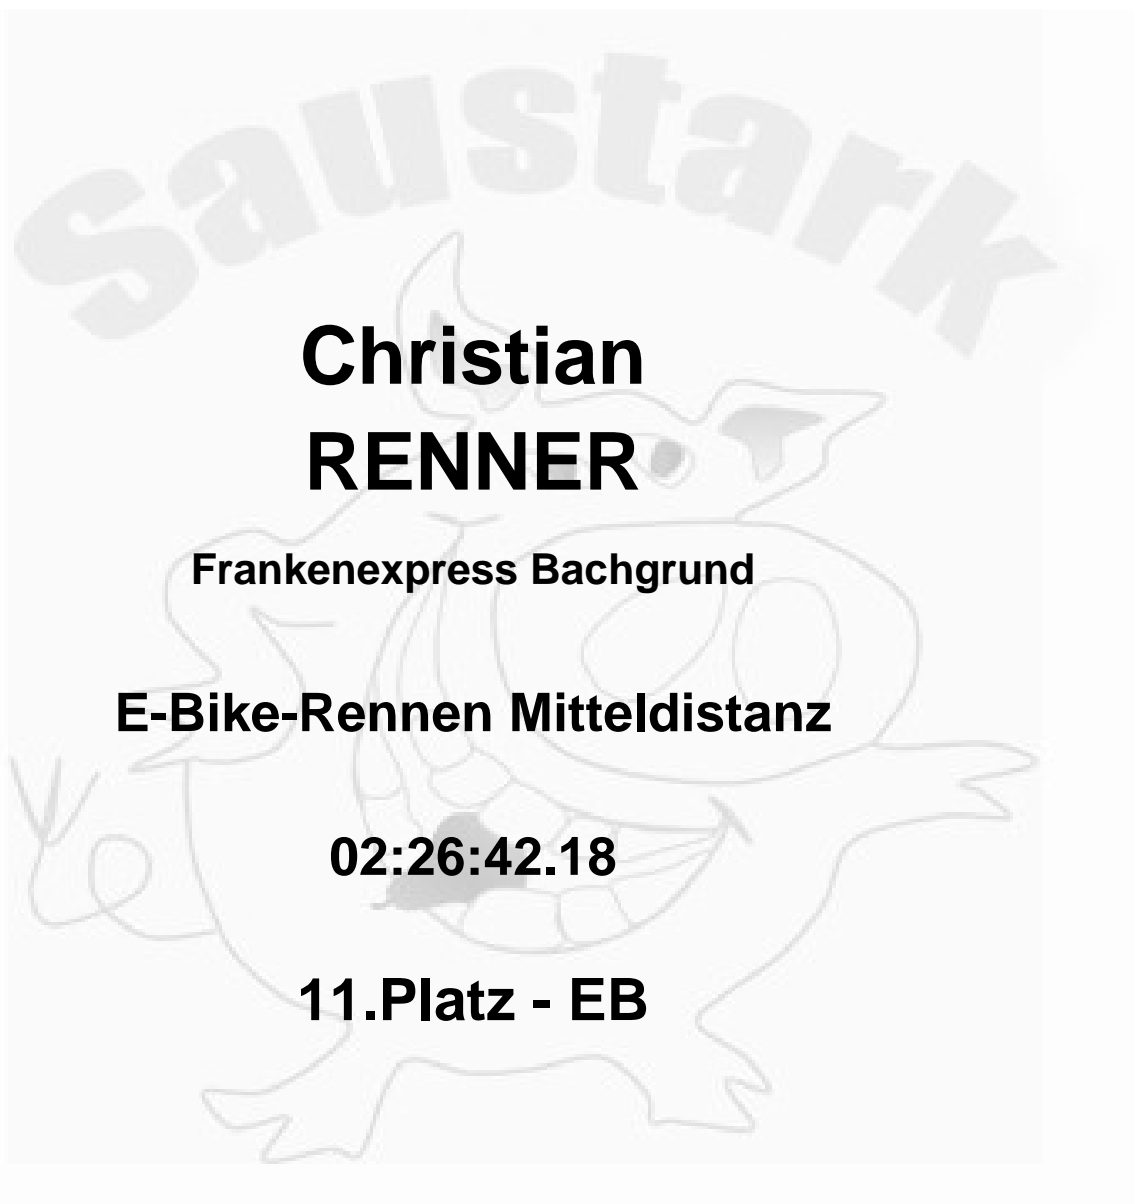 Saustark
Christian
RENNER
Frankenexpress Bachgrund
E-Bike-Rennen Mitteldistanz
02:26:42.18
11.Platz - EB